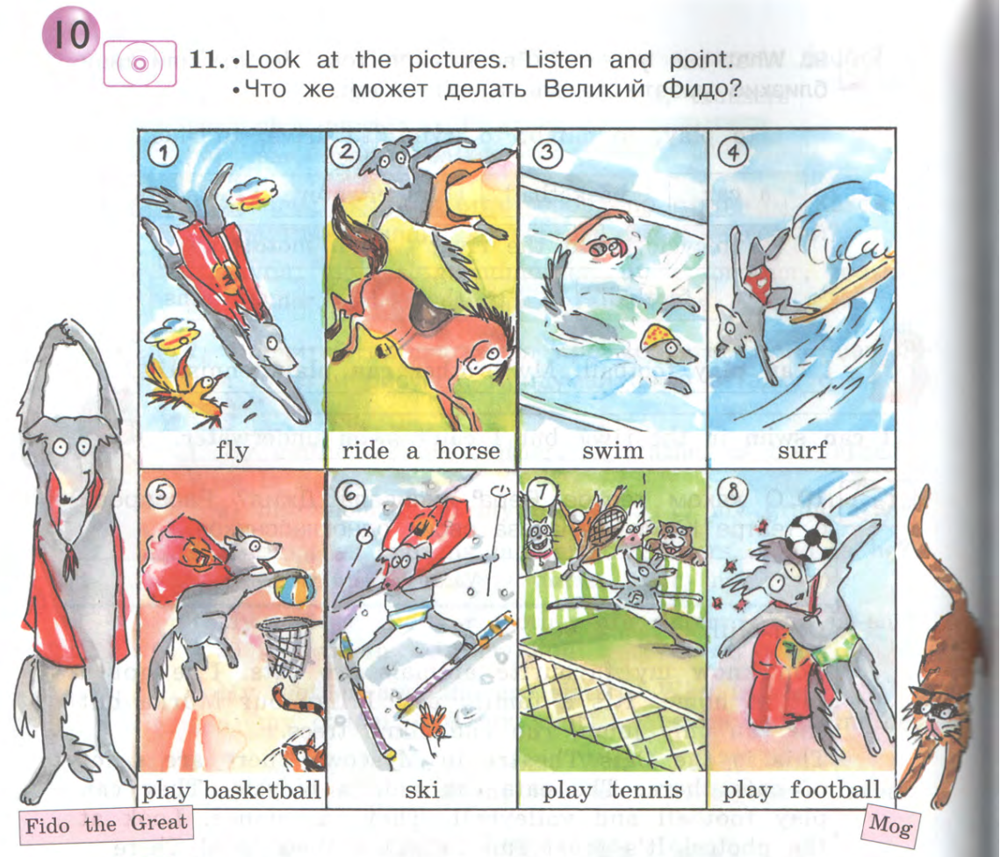 10
11. • Look at the pictures. Listen and point.
• Что же может делать Великий Фидо?
1
2
3
4
fly
ride a horse
swim
surf
5
6
7
8
play basketball
ski
play tennis
play football
Fido the Great
Mog